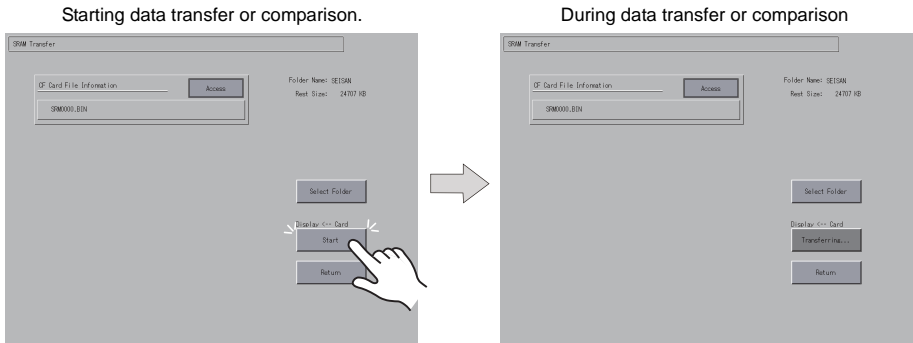 Starting data transfer or comparison.
SRAM Transfer
CF Card File Information
Access
SRM0000.BIN
Folder Name: SEISAN
Rest Size: 24707 KB
Select Folder
Display <-- Card
Start
Return
During data transfer or comparison
SRAM Transfer
CF Card File Information
Access
SRM0000.BIN
Folder Name: SEISAN
Rest Size: 24707 KB
Select Folder
Display <-- Card
Transferring...
Return